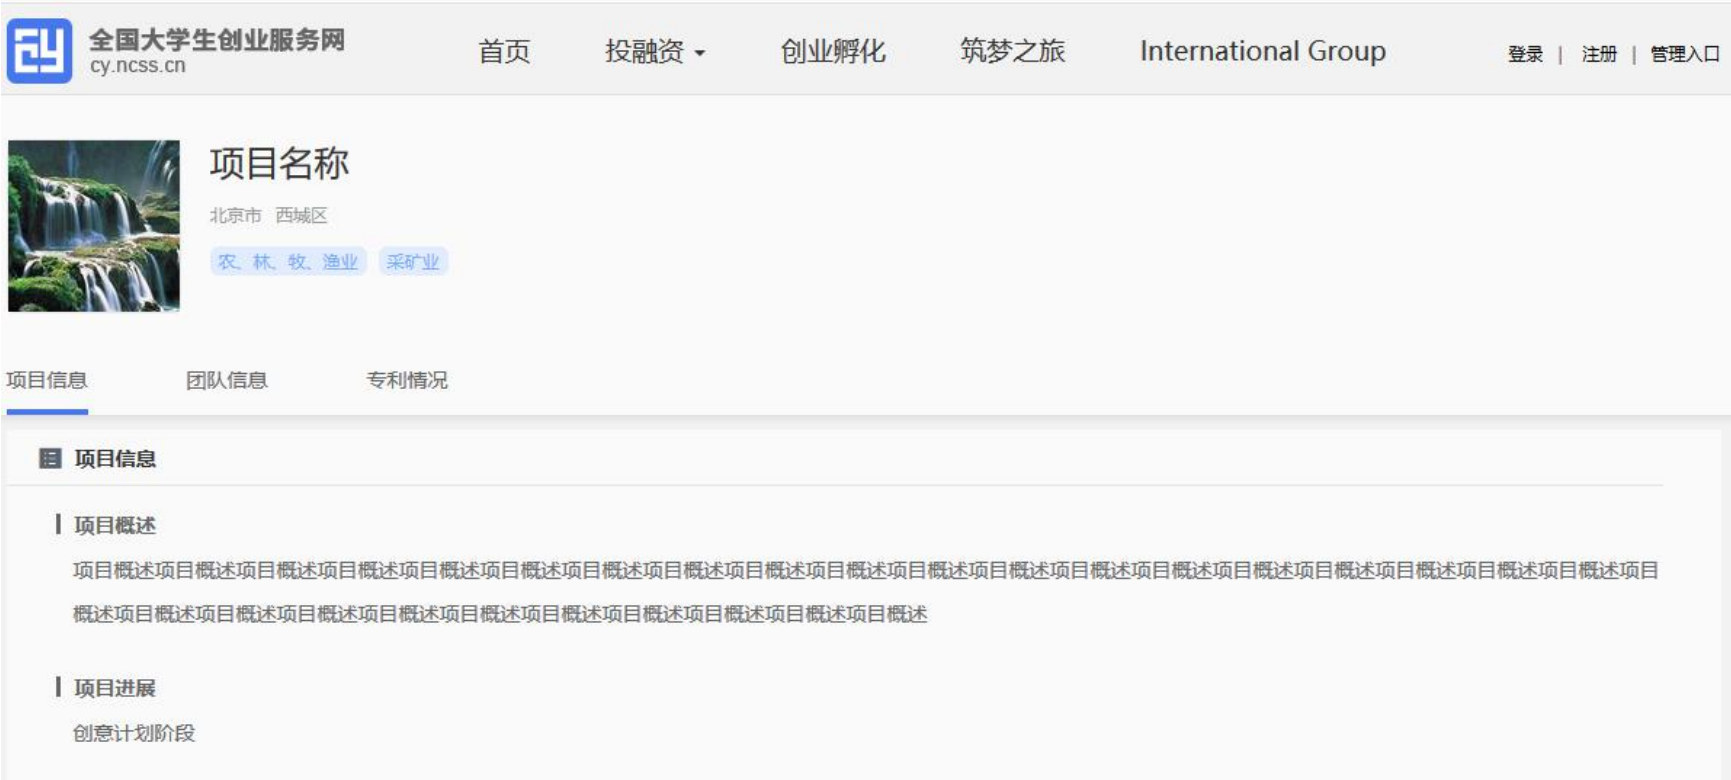 全国大学生创业服务网
cy.ncss.cn
首页 投融资 创业孵化 筑梦之旅 International Group 登录 | 注册 | 管理入口
项目名称
北京市 西城区
农、林、牧、渔业 采矿业
项目信息 团队信息 专利情况
项目信息
项目概述
项目概述项目概述项目概述项目概述项目概述项目概述项目概述项目概述项目概述项目概述项目概述项目概述项目概述项目概述项目概述项目概述项目概述项目概述项目概述项目
概述项目概述项目概述项目概述项目概述项目概述项目概述项目概述项目概述项目概述项目概述
项目进展
创意计划阶段